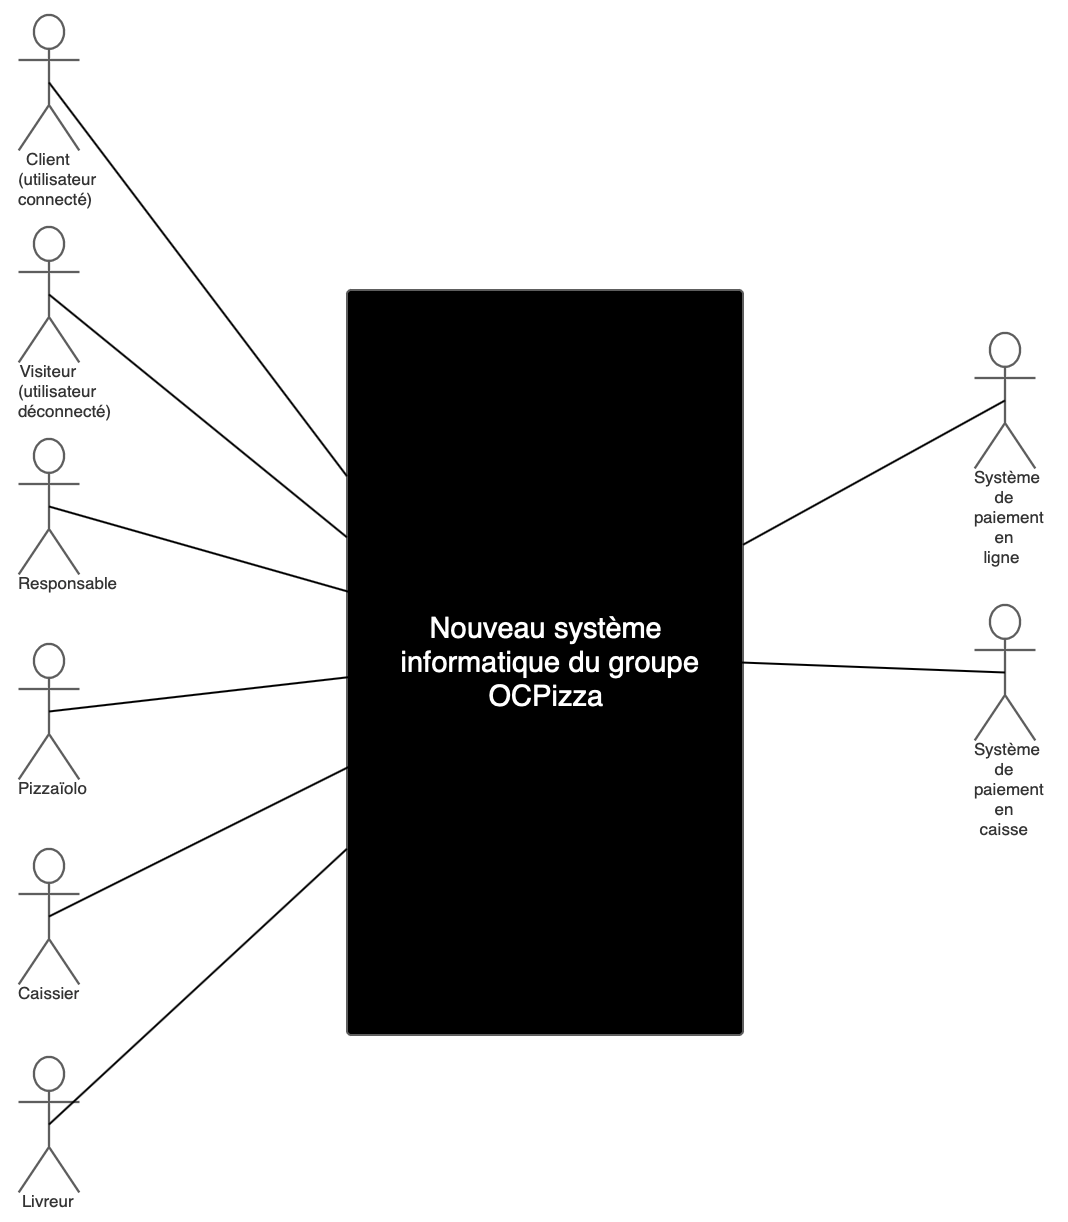 Client
(utilisateur
connecté)
Visiteur
(utilisateur
déconnecté)
Responsable
Pizzaïolo
Caissier
Livreur
Nouveau système
informatique du groupe
OCPizza
Système
de
paiement
en
ligne
Système
de
paiement
en
caisse